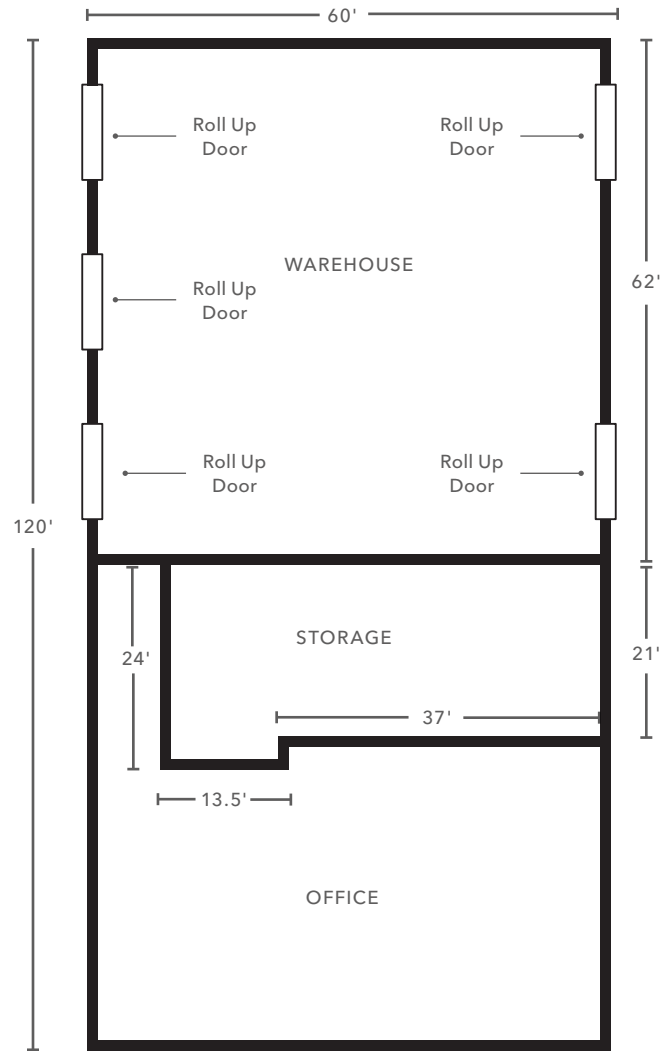 60'
Roll Up
Door
Roll Up
Door
WAREHOUSE
62'
Roll Up
Door
Roll Up
Door
Roll Up
Door
120'
STORAGE
24'
21'
37'
13.5'
OFFICE